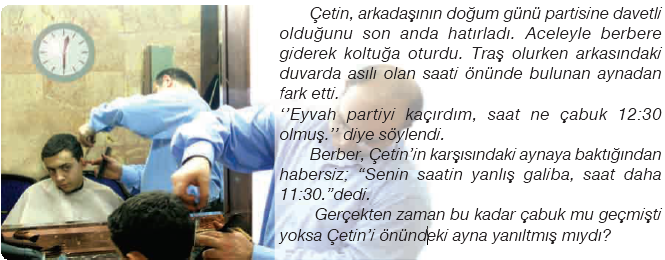 Çetin, arkadaşının doğum günü partisine davetli
olduğunu son anda hatırladı. Aceleyle berbere
giderek koltuğa oturdu. Traş olurken arkasındaki
duvarda asılı olan saati önünde bulunan aynadan
fark etti.
‘’Eyvah partiyi kaçırdım, saat ne çabuk 12:30
olmuş.’’ diye söylendi.
Berber, Çetin’in karşısındaki aynaya baktığından
habersiz; “Senin saatin yanlış galiba, saat daha
11:30.”dedi.
Gerçekten zaman bu kadar çabuk mu geçmişti
yoksa Çetin’i önündeki ayna yanıltmış mıydı?